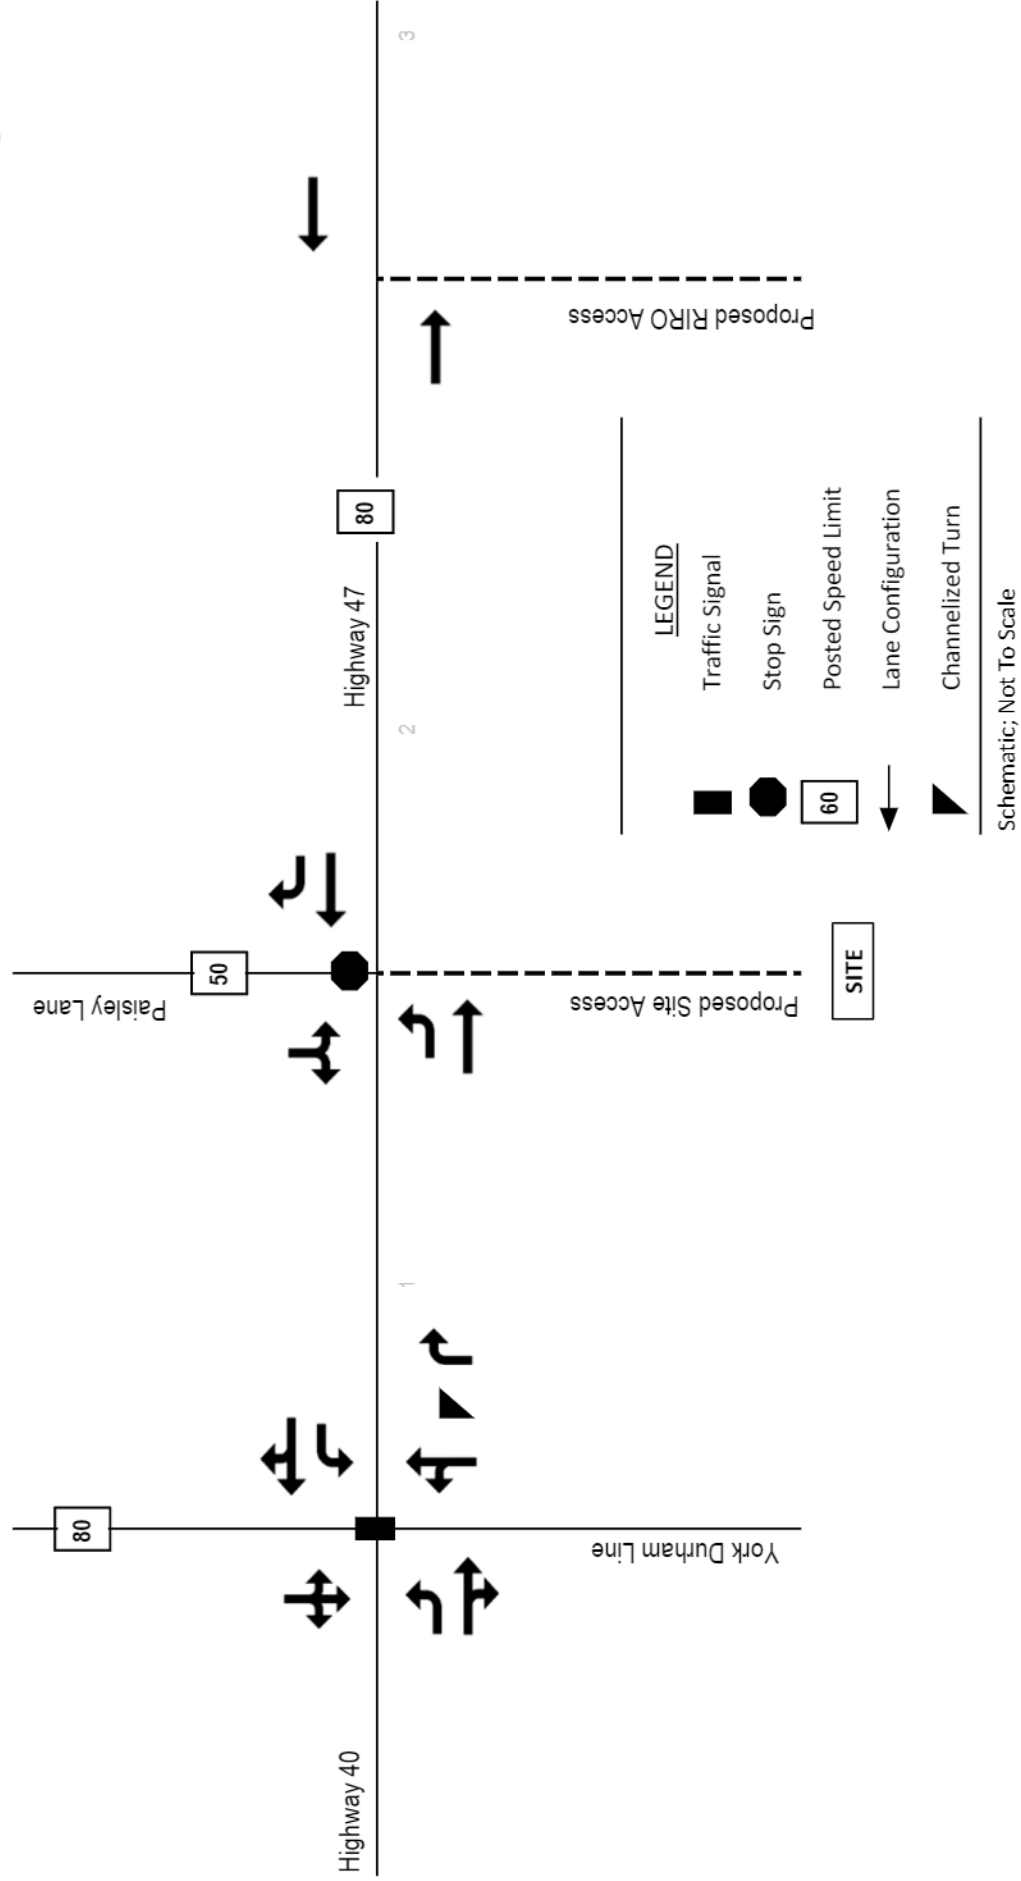 Highway 40
80
York Durham Line
1
Paisley Lane
50
Proposed Site Access
SITE
2
Highway 47
80
3
Proposed RIRO Access
LEGEND
Traffic Signal
Stop Sign
60
Posted Speed Limit
Lane Configuration
Channelized Turn
Schematic; Not To Scale